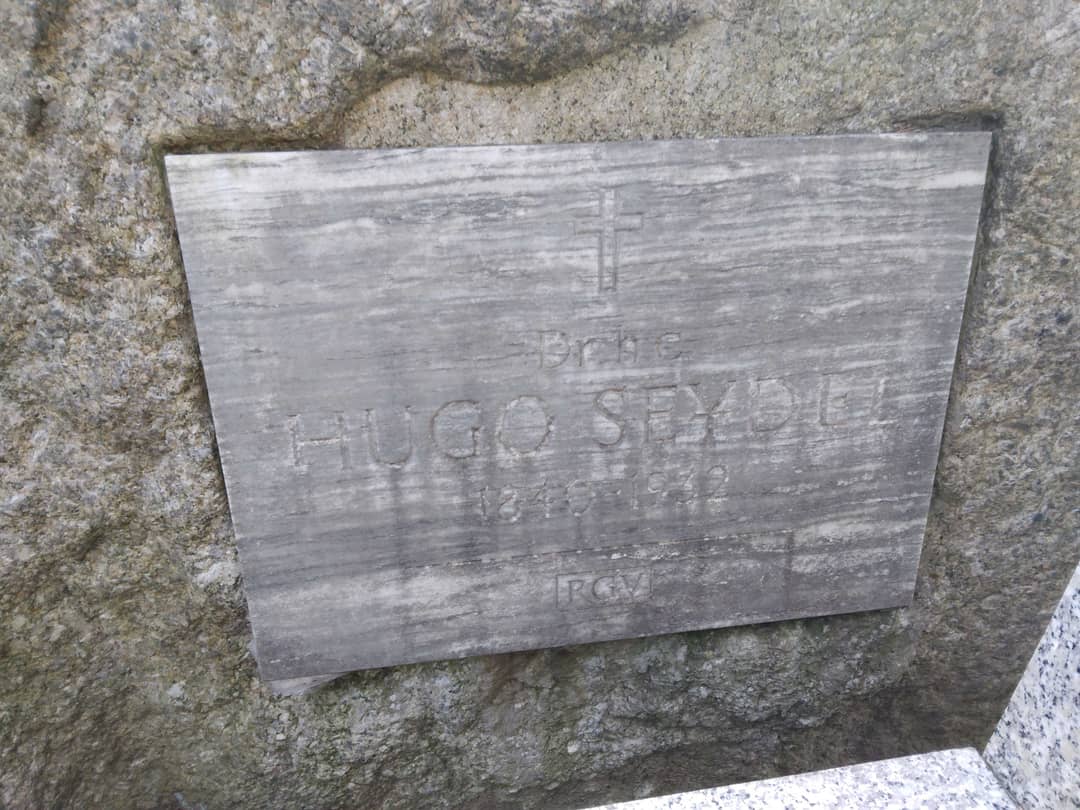 Dr h c
HUGO SEYDEL
1840-1932
RGV